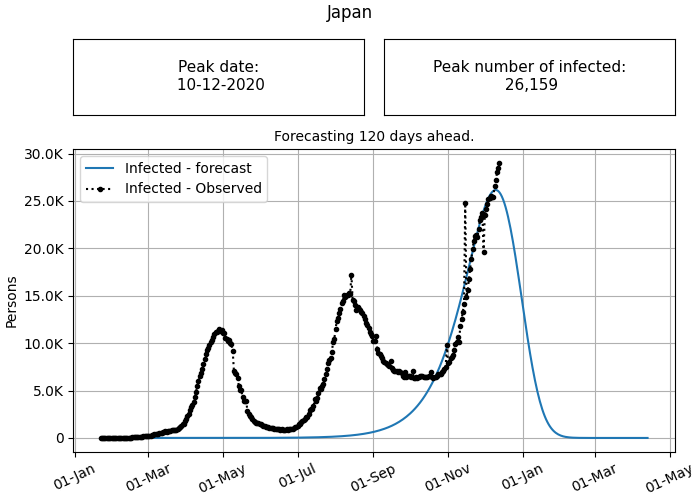 Japan
Peak date:
10-12-2020
Peak number of infected:
26,159
Forecasting 120 days ahead.
30.0K
25.0K
20.0K
15.0K
10.0K
5.0K
0
Persons
Infected - forecast
Infected - Observed
01-Jan
01-Mar
01-May
01-Jul
01-Sep
01-Nov
01-Jan
01-Mar
01-May